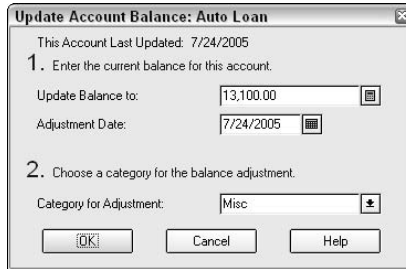 Update Account Balance: Auto Loan
This Account Last Updated: 7/24/2005
1. Enter the current balance for this account.
Update Balance to: 13,100.00
Adjustment Date: 7/24/2005
2. Choose a category for the balance adjustment.
Category for Adjustment: Misc
OK Cancel Help